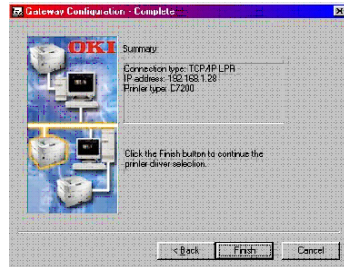 Gateway Configuration - Complete
OKI
Summary:
Connection type: TCP/IP LPR
IP address: 192.168.1.28
Printer type: C7200
Click the Finish button to continue the
printer driver selection.
< Back
Finish
Cancel